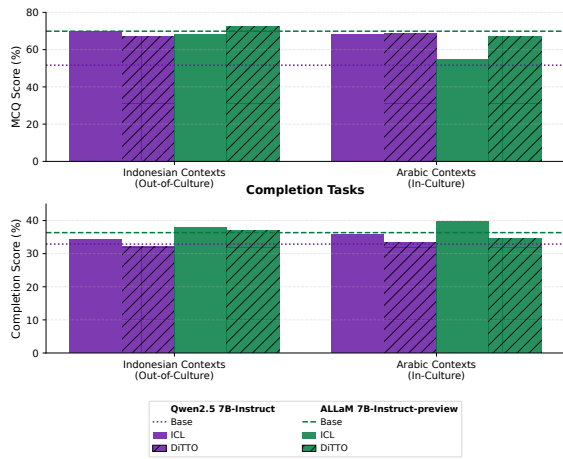 80
60
40
20
0
MCQ Score (%)
Indonesian Contexts
(Out-of-Culture)
Arabic Contexts
(In-Culture)
Completion Tasks
40
30
20
10
0
Completion Score (%)
Indonesian Contexts
(Out-of-Culture)
Arabic Contexts
(In-Culture)
Qwen2.5 7B-Instruct
Base
ICL
DiTTO
ALLaM 7B-Instruct-preview
Base
ICL
DiTTO